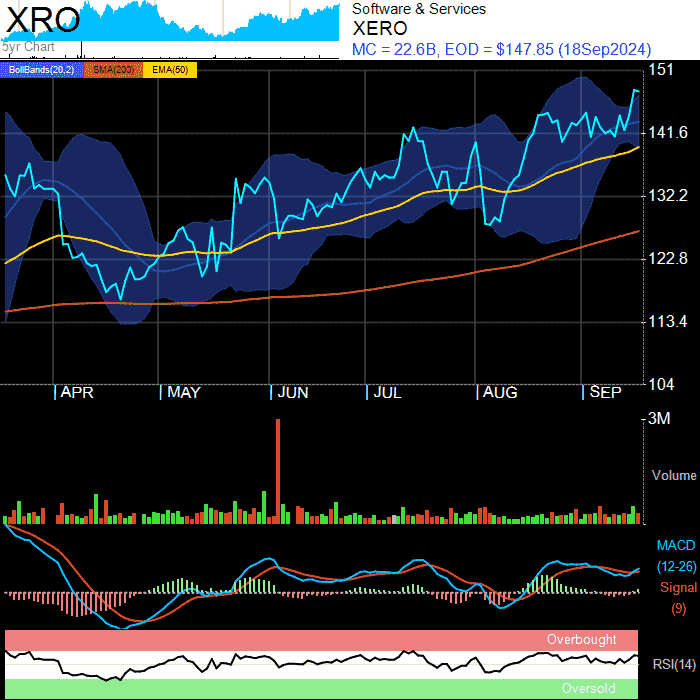 XRO
5yr Chart
Software & Services
XERO
MC = 22.6B, EOD = $147.85 (18Sep2024)
BollBands(20,2) SMA(200) EMA(50)
151
141.6
132.2
122.8
113.4
104
APR MAY JUN JUL AUG SEP
3M
Volume
MACD
(12-26)
Signal
(9)
Overbought
RSI(14)
Oversold